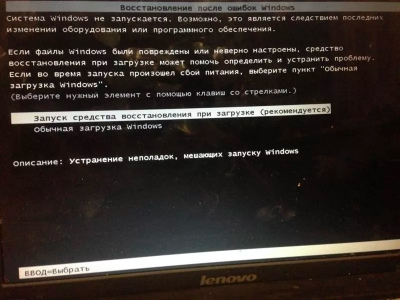 Восстановление после ошибок Windows
Система Windows не запускается. Возможно, это является следствием последних
изменении оборудования или программного обеспечения.
Если файлы Windows были повреждены или неверно настроены, средство
восстановления при загрузке может помочь определить и устранить проблему.
Если во время запуска произошел сбой питания, выберите пункт "Обычная
загрузка Windows".
(Выберите нужный элемент с помощью клавиш со стрелками.)
Запуск средства восстановления при загрузке (рекомендуется)
Обычная загрузка Windows
Описание: Устранение неполадок, мешающих запуску Windows
ВВОД=Выбрать
lenovo